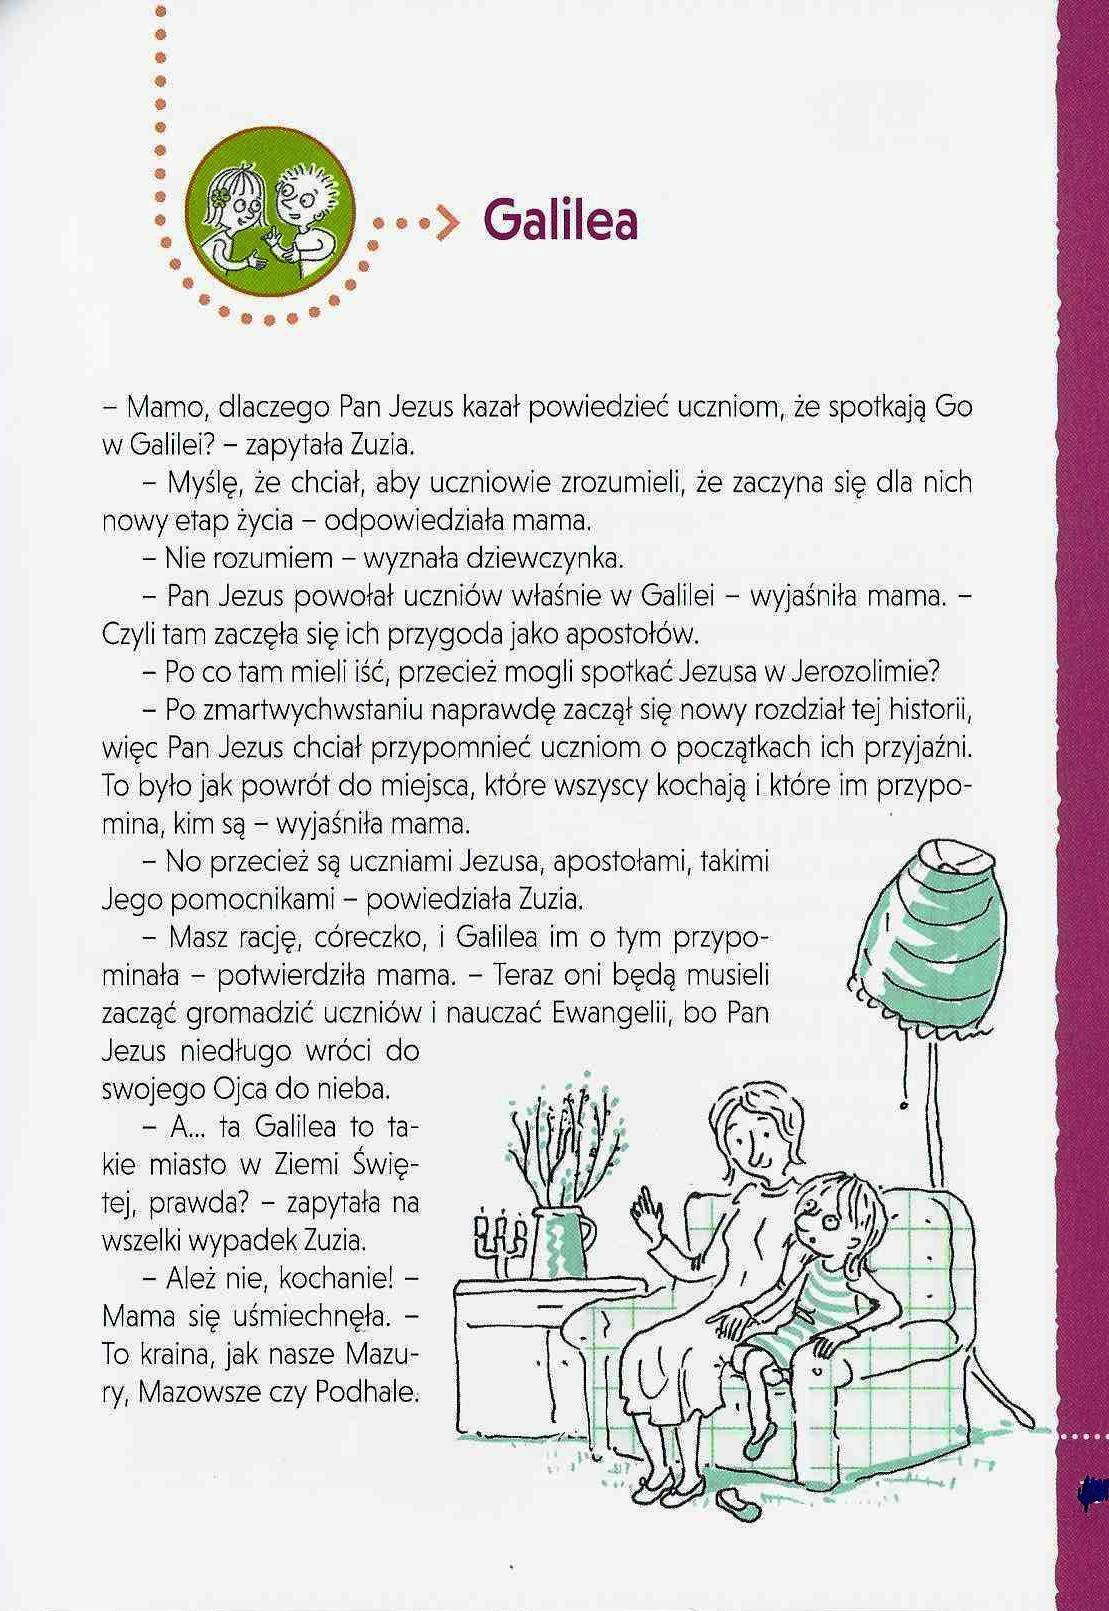 Galilea
– Mamo, dlaczego Pan Jezus kazał powiedzieć uczniom, że spotkają Go
w Galilei? – zapytała Zuzia.
– Myślę, że chciał, aby uczniowie zrozumieli, że zaczyna się dla nich
nowy etap życia – odpowiedziała mama.
– Nie rozumiem – wyznała dziewczynka.
– Pan Jezus powołał uczniów właśnie w Galilei – wyjaśniła mama. –
Czyli tam zaczęła się ich przygoda jako apostołów.
– Po co tam mieli iść, przecież mogli spotkać Jezusa w Jerozolimie?
– Po zmartwychwstaniu naprawdę zaczął się nowy rozdział tej historii,
więc Pan Jezus chciał przypomnieć uczniom o początkach ich przyjaźni.
To było jak powrót do miejsca, które wszyscy kochają i które im przypo-
mina, kim są – wyjaśniła mama.
– No przecież są uczniami Jezusa, apostołami, takimi
Jego pomocnikami – powiedziała Zuzia.
– Masz rację, córeczko, i Galilea im o tym przypo-
minała – potwierdziła mama. – Teraz oni będą musieli
zacząć gromadzić uczniów i nauczać Ewangelii, bo Pan
Jezus niedługo wróci do
swojego Ojca do nieba.
– A... ta Galilea to ta-
kie miasto w Ziemi Świę-
tej, prawda? – zapytała na
wszelki wypadek Zuzia.
– Ależ nie, kochanie! –
Mama się uśmiechnęła. –
To kraina, jak nasze Mazu-
ry, Mazowsze czy Podhale.